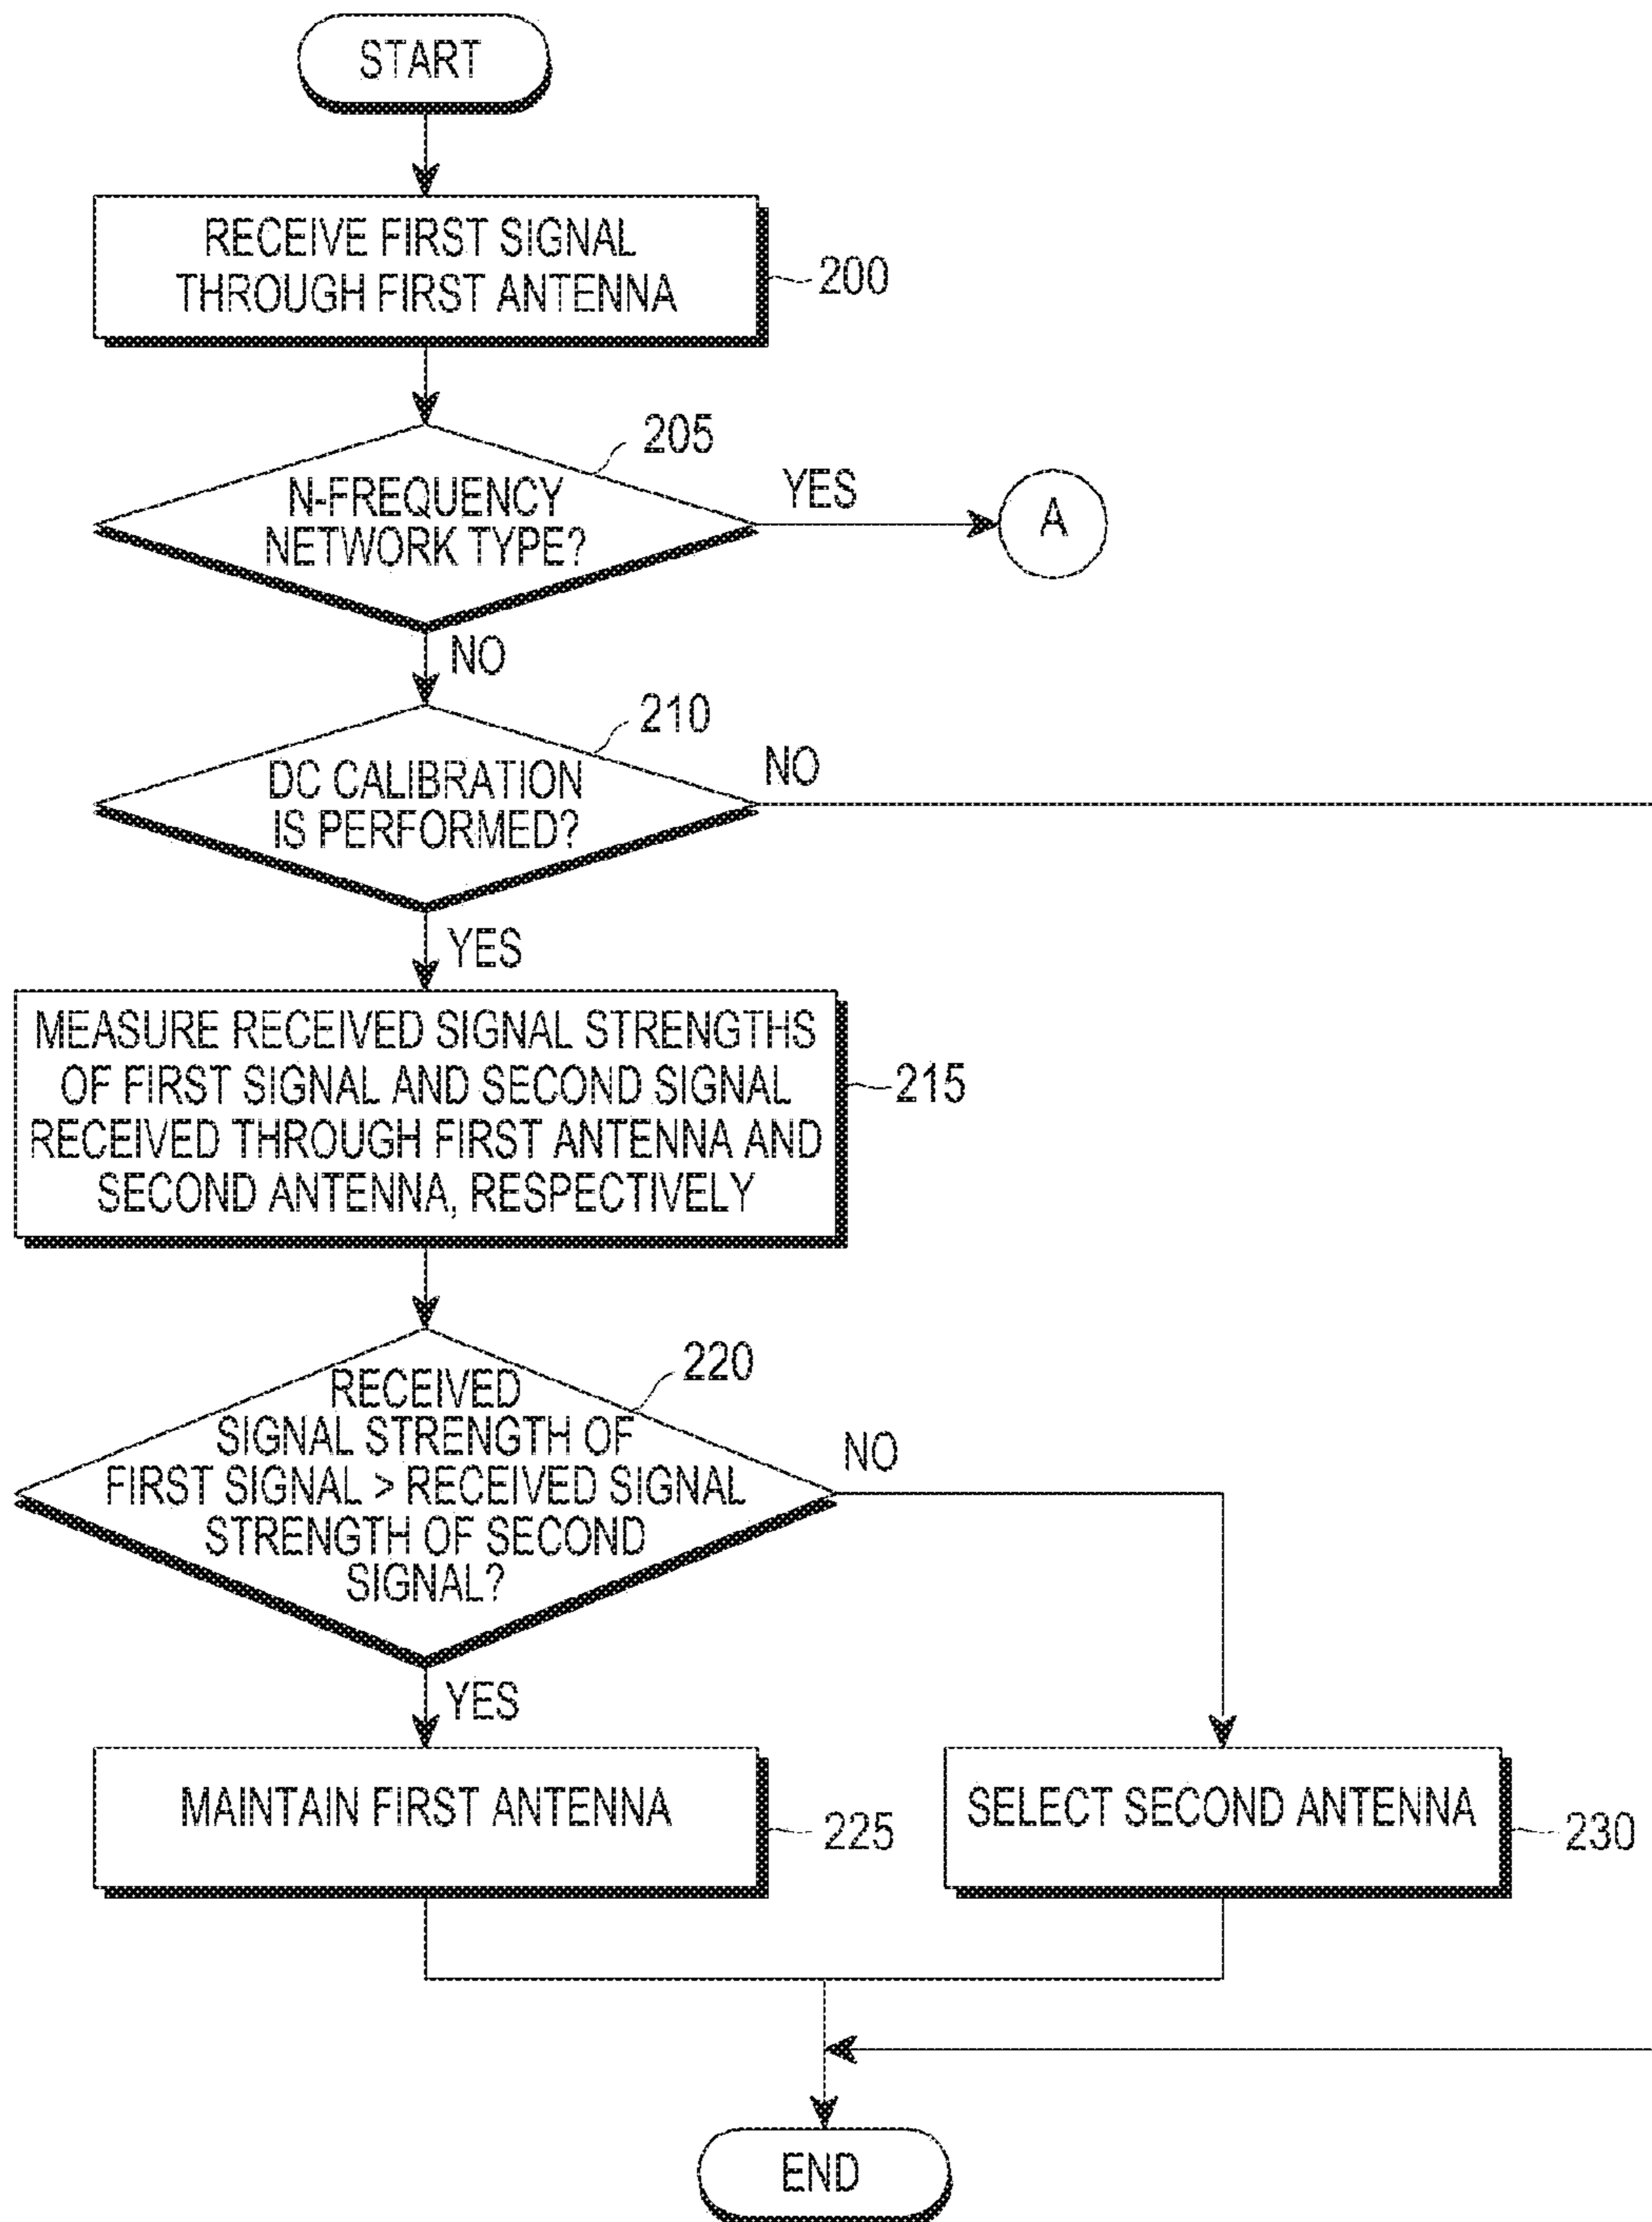 START
RECEIVE FIRST SIGNAL
THROUGH FIRST ANTENNA
200
205
N-FREQUENCY
NETWORK TYPE?
YES
A
NO
210
DC CALIBRATION
IS PERFORMED?
NO
YES
MEASURE RECEIVED SIGNAL STRENGTHS
OF FIRST SIGNAL AND SECOND SIGNAL
RECEIVED THROUGH FIRST ANTENNA AND
SECOND ANTENNA, RESPECTIVELY
215
220
RECEIVED
SIGNAL STRENGTH OF
FIRST SIGNAL > RECEIVED SIGNAL
STRENGTH OF SECOND
SIGNAL?
NO
YES
MAINTAIN FIRST ANTENNA
225
SELECT SECOND ANTENNA
230
END